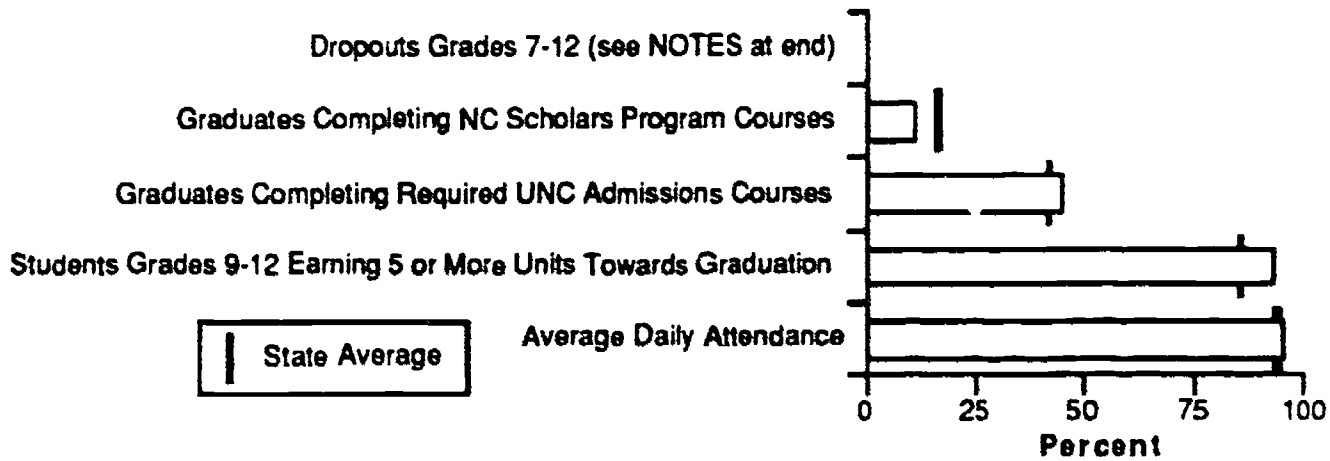 Dropouts Grades 7-12 (see NOTES at end)
Graduates Completing NC Scholars Program Courses
Graduates Completing Required UNC Admissions Courses
Students Grades 9-12 Earning 5 or More Units Towards Graduation
Average Daily Attendance
State Average
0 25 50 75 100
Percent